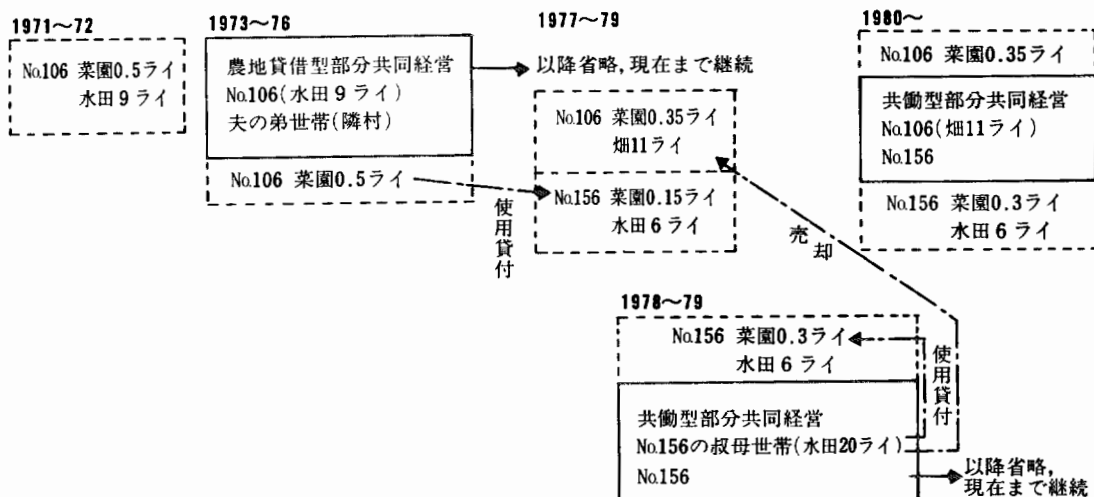 1971～72
No.106 菜園0.5ライ
水田 9 ライ
1973～76
農地貸借型部分共同経営
No.106(水田 9 ライ)
夫の弟世帯(隣村)
No.106 菜園0.5ライ
使用貸付
1977～79
以降省略,現在まで継続
No.106 菜園0.35ライ
畑11ライ
No.156 菜園0.15ライ
水田 6 ライ
売却
1980～
No.106 菜園0.35ライ
共働型部分共同経営
No.106(畑11ライ)
No.156
No.156 菜園0.3ライ
水田 6 ライ
1978～79
No.156 菜園0.3ライ
水田 6 ライ
使用貸付
共働型部分共同経営
No.156の叔母世帯(水田20ライ)
No.156
以降省略,
現在まで継続